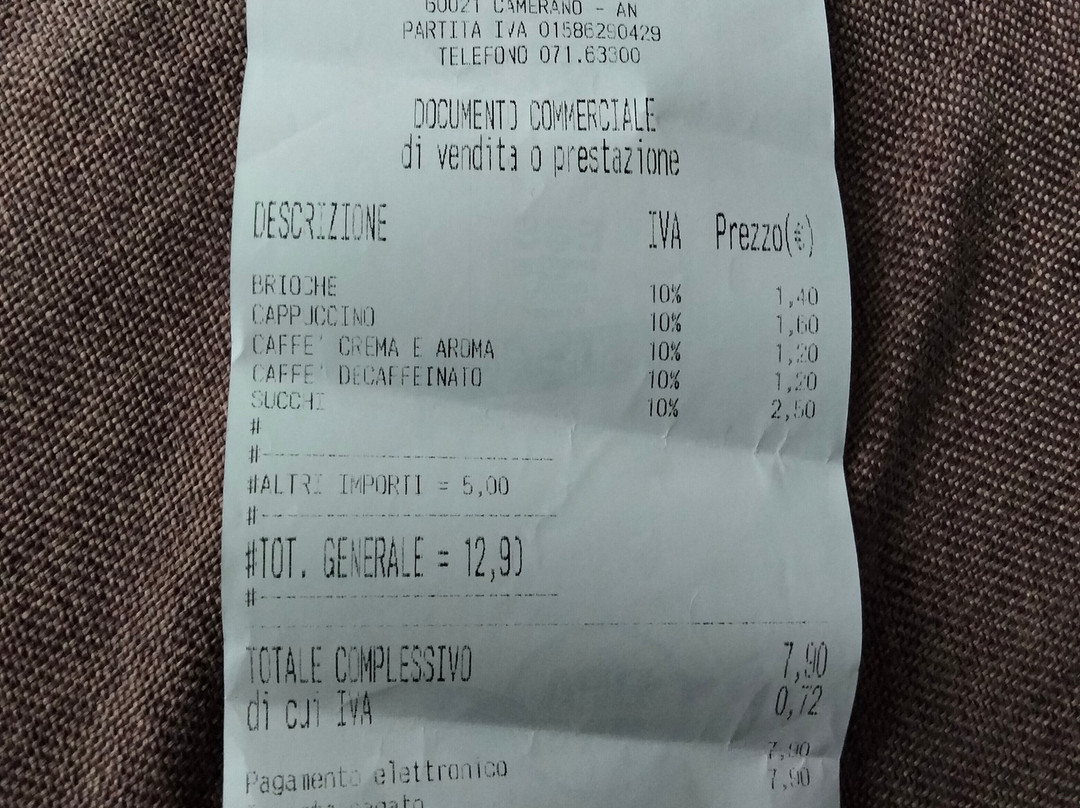 60021 CAMERANO - AN
PARTITA IVA 01586290429
TELEFONO 071.63300
DOCUMENTO COMMERCIALE
di vendita o prestazione
DESCRIZIONE IVA Prezzo(€)
BRIOCHE 10% 1,40
CAPPUCCINO 10% 1,60
CAFFE' CREMA E AROMA 10% 1,20
CAFFE' DECAFFEINATO 10% 1,20
SUCCHI 10% 2,50
#
#--------------------------------
#ALTRI IMPORTI = 5,00
#--------------------------------
#TOT. GENERALE = 12,90
#--------------------------------
TOTALE COMPLESSIVO 7,90
di cui IVA 0,72
7,90
Pagamento elettronico 7,90
pagato